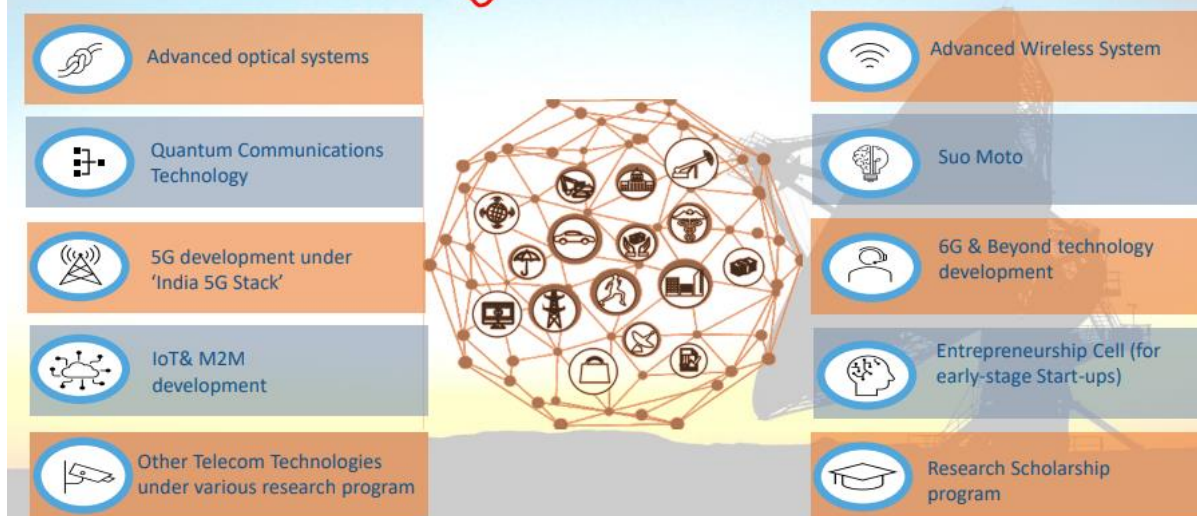 Advanced optical systems
Quantum Communications
Technology
5G development under
'India 5G Stack'
IoT& M2M
development
Other Telecom Technologies
under various research program
Advanced Wireless System
Suo Moto
6G & Beyond technology
development
Entrepreneurship Cell (for
early-stage Start-ups)
Research Scholarship
program